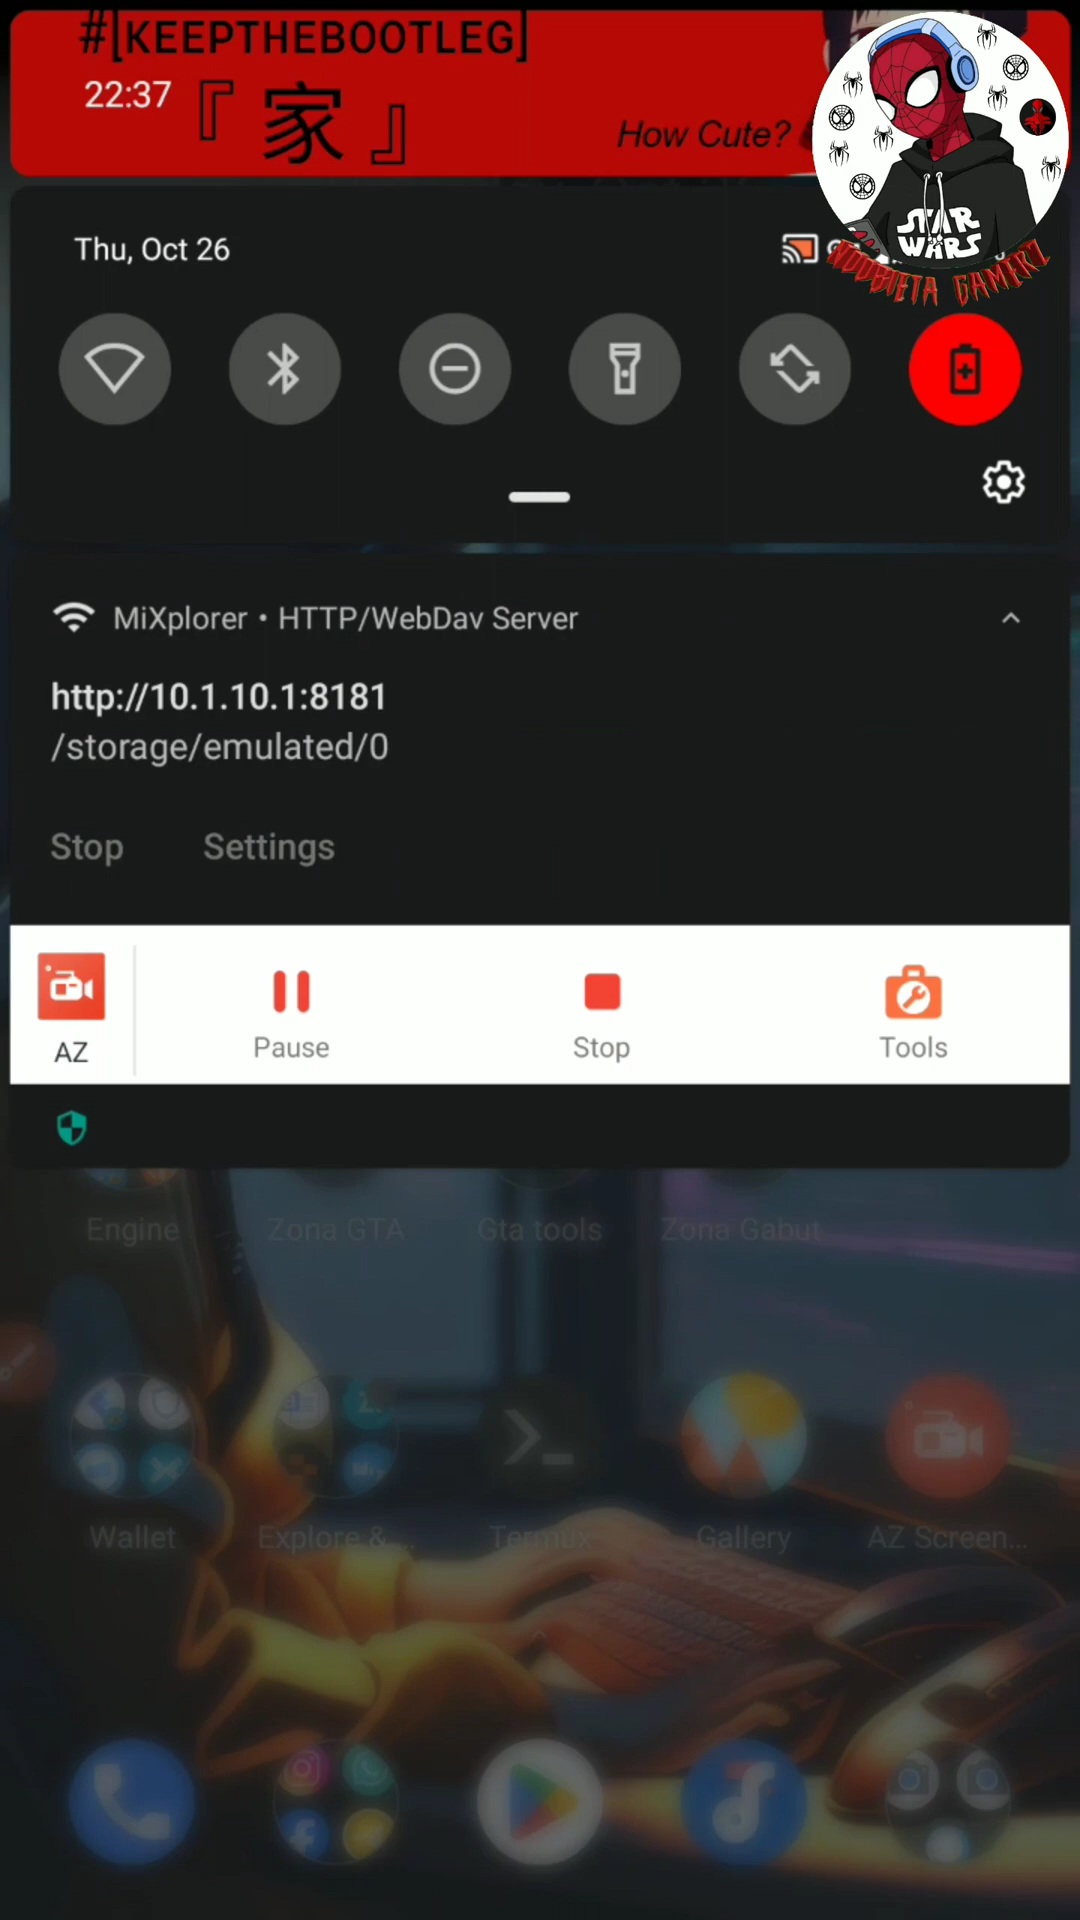 #[KEEPTHEBOOTLEG]
22:37
『 家 』
How Cute?
STAR
WARS
NOOBIETA GAMERZ
Thu, Oct 26
MiXplorer • HTTP/WebDav Server
http://10.1.10.1:8181
/storage/emulated/0
Stop Settings
AZ Pause Stop Tools
Engine Zona GTA Gta tools Zona Gabut
Wallet Explore &... Termux Gallery AZ Screen...